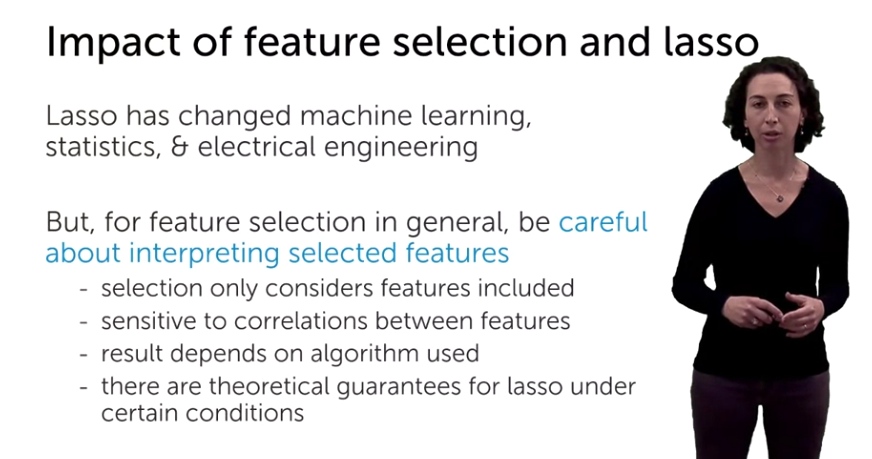 Impact of feature selection and lasso
Lasso has changed machine learning,
statistics, & electrical engineering
But, for feature selection in general, be careful
about interpreting selected features
- selection only considers features included
- sensitive to correlations between features
- result depends on algorithm used
- there are theoretical guarantees for lasso under
certain conditions